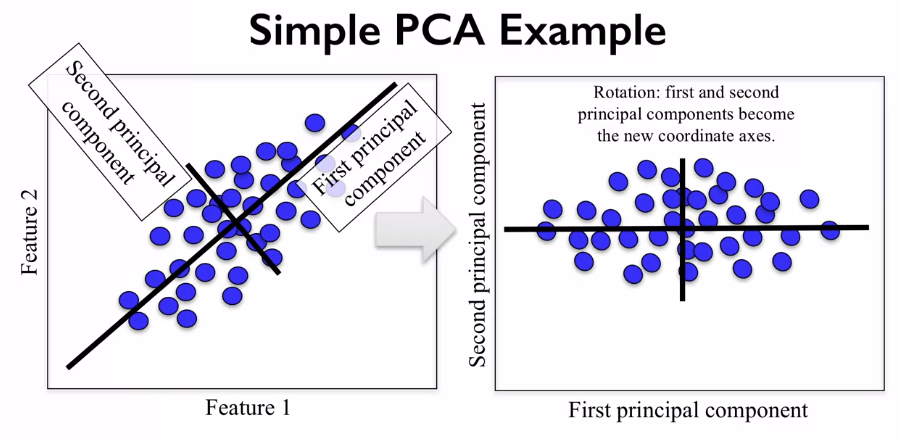 Simple PCA Example
Second principal
component
First principal
component
Feature 2
Feature 1
Rotation: first and second
principal components become
the new coordinate axes.
Second principal component
First principal component